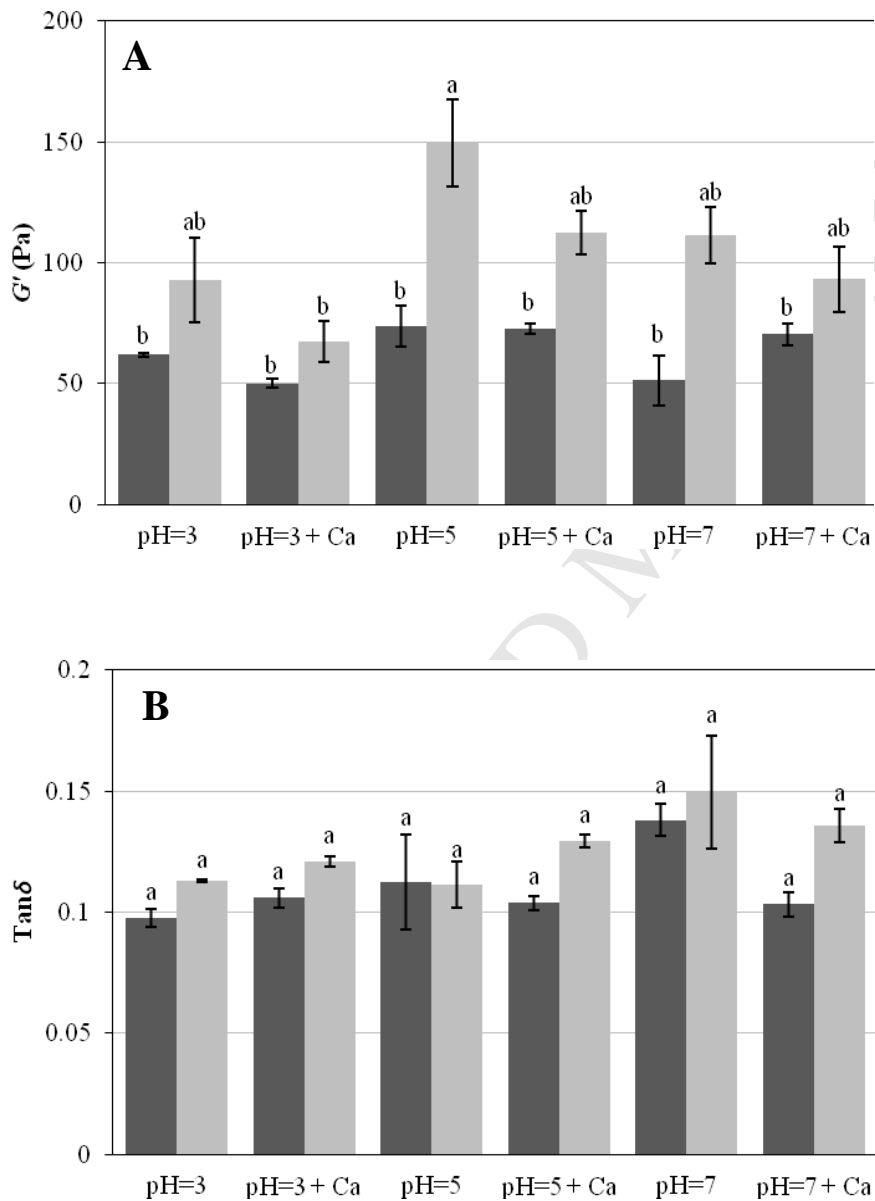 200
A
a
150
ab
ab
ab
ab
G' (Pa)
100
b
b
b
b
b
b
b
50
0
pH=3
pH=3 + Ca
pH=5
pH=5 + Ca
pH=7
pH=7 + Ca
D M
0.2
B
a
0.15
a
a
a
a
a
a
a
a
a
a
a
Tanδ
0.1
0.05
0
pH=3
pH=3 + Ca
pH=5
pH=5 + Ca
pH=7
pH=7 + Ca